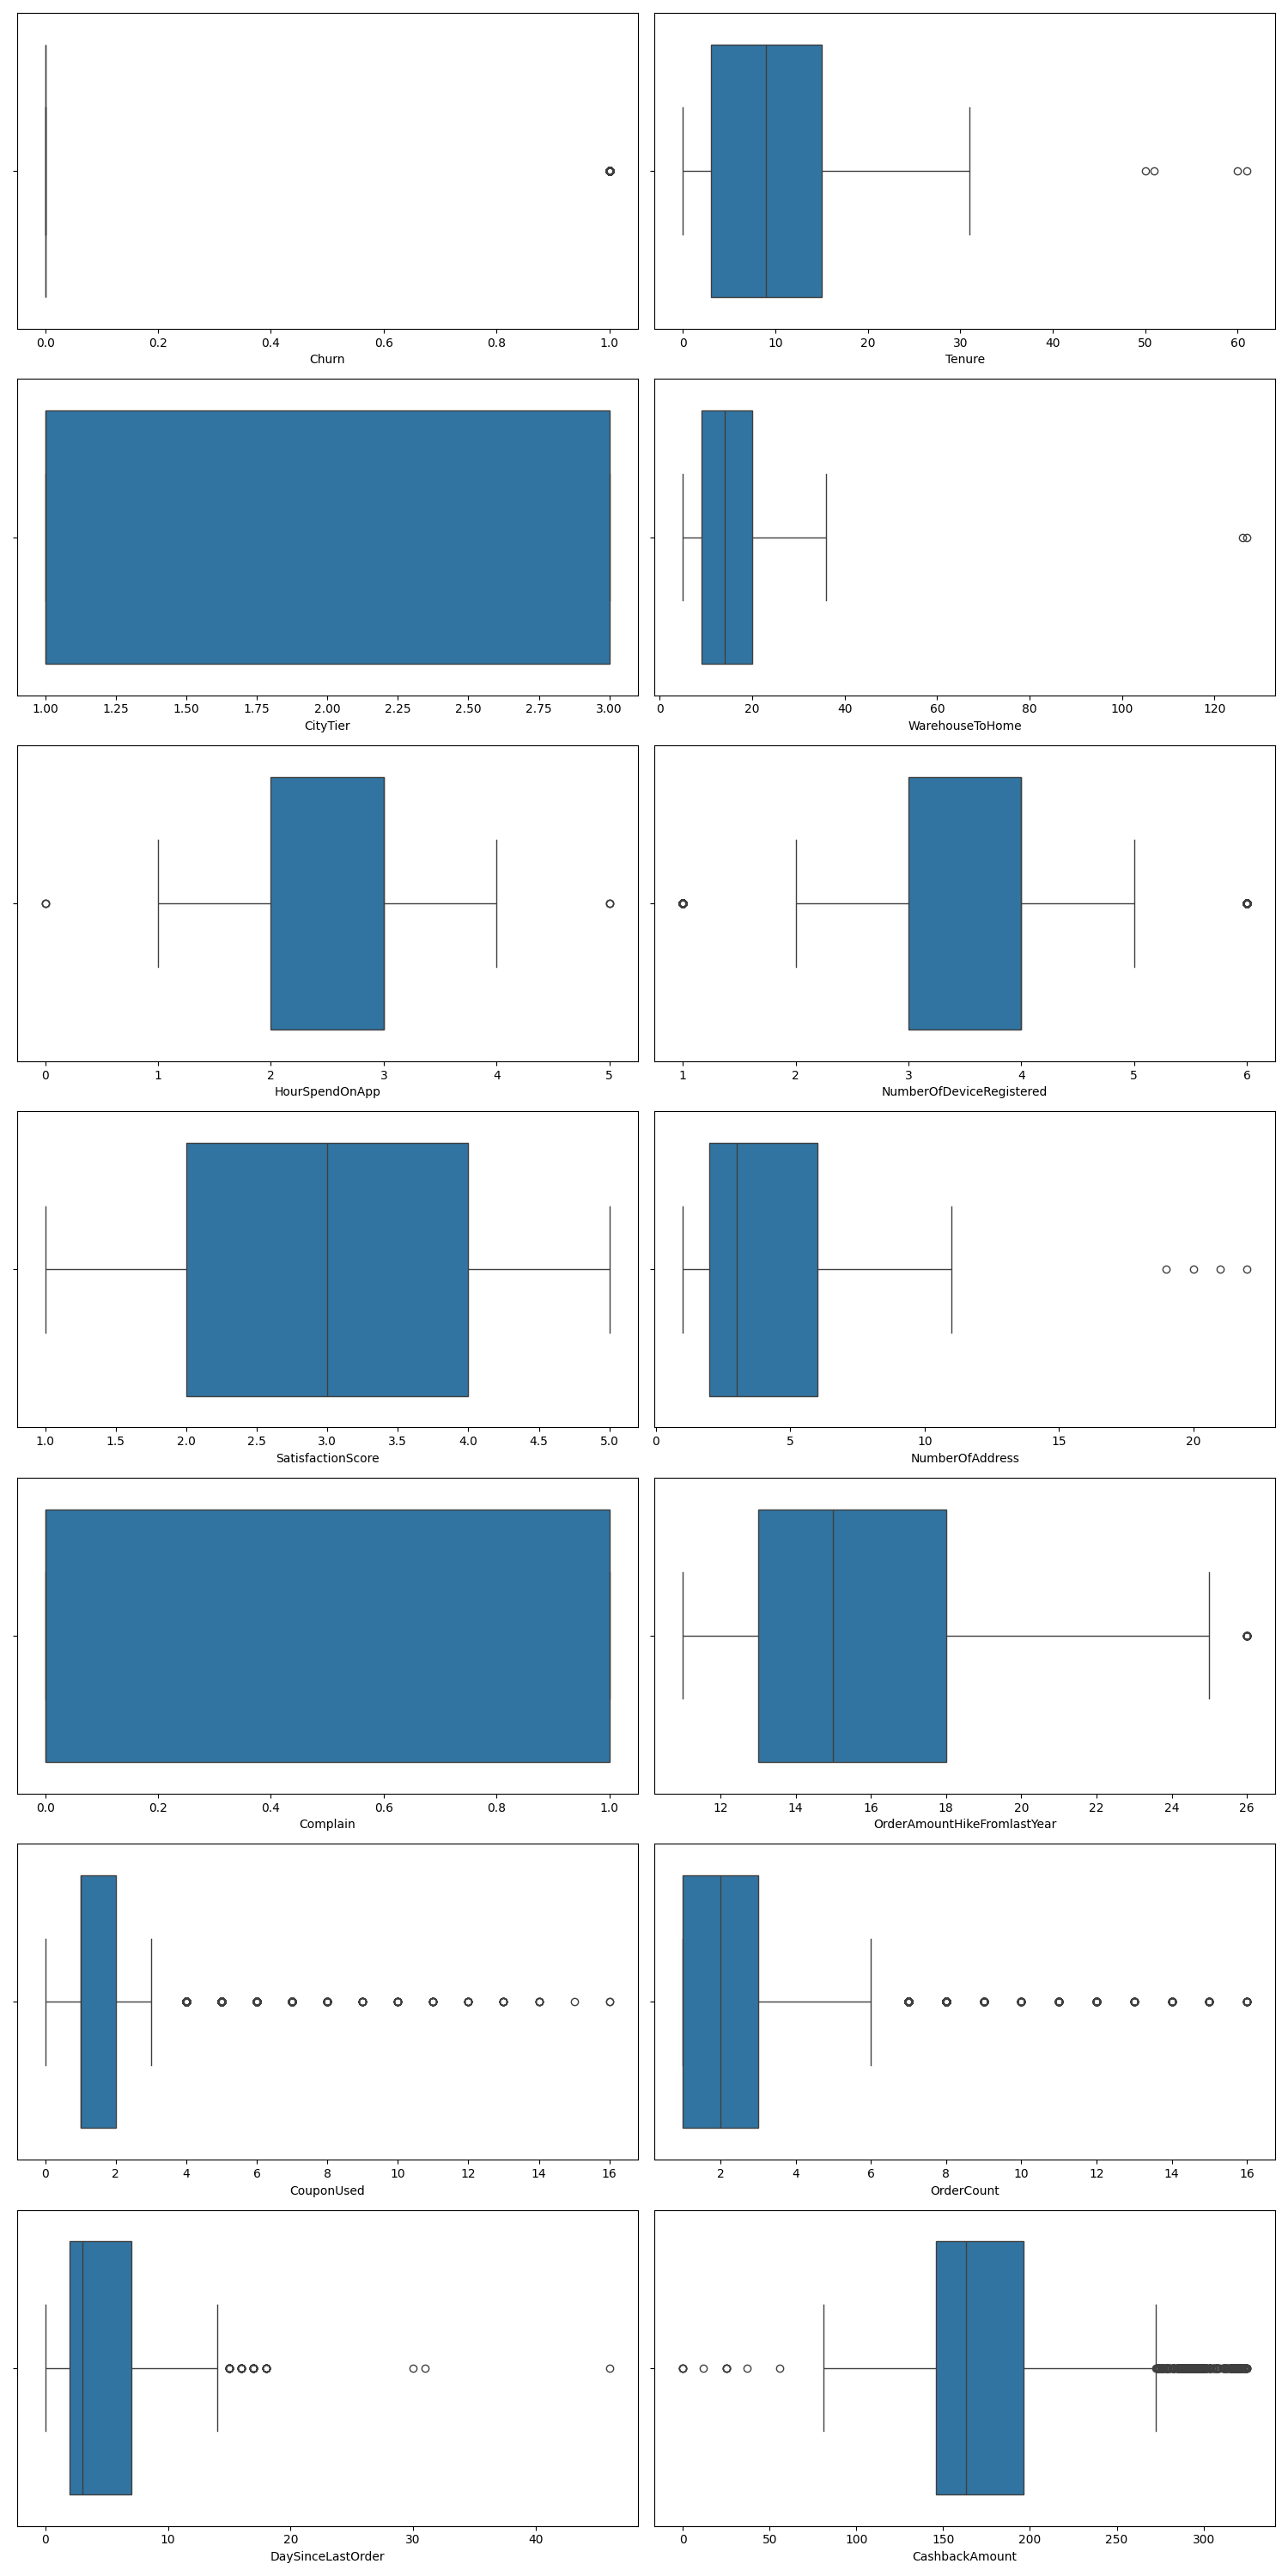 0.0 0.2 0.4 0.6 0.8 1.0
Churn
0 10 20 30 40 50 60
Tenure
1.00 1.25 1.50 1.75 2.00 2.25 2.50 2.75 3.00
CityTier
0 20 40 60 80 100 120
WarehouseToHome
0 1 2 3 4 5
HourSpendOnApp
1 2 3 4 5 6
NumberOfDeviceRegistered
1.0 1.5 2.0 2.5 3.0 3.5 4.0 4.5 5.0
SatisfactionScore
0 5 10 15 20
NumberOfAddress
0.0 0.2 0.4 0.6 0.8 1.0
Complain
12 14 16 18 20 22 24 26
OrderAmountHikeFromlastYear
0 2 4 6 8 10 12 14 16
CouponUsed
2 4 6 8 10 12 14 16
OrderCount
0 10 20 30 40
DaySinceLastOrder
0 50 100 150 200 250 300
CashbackAmount